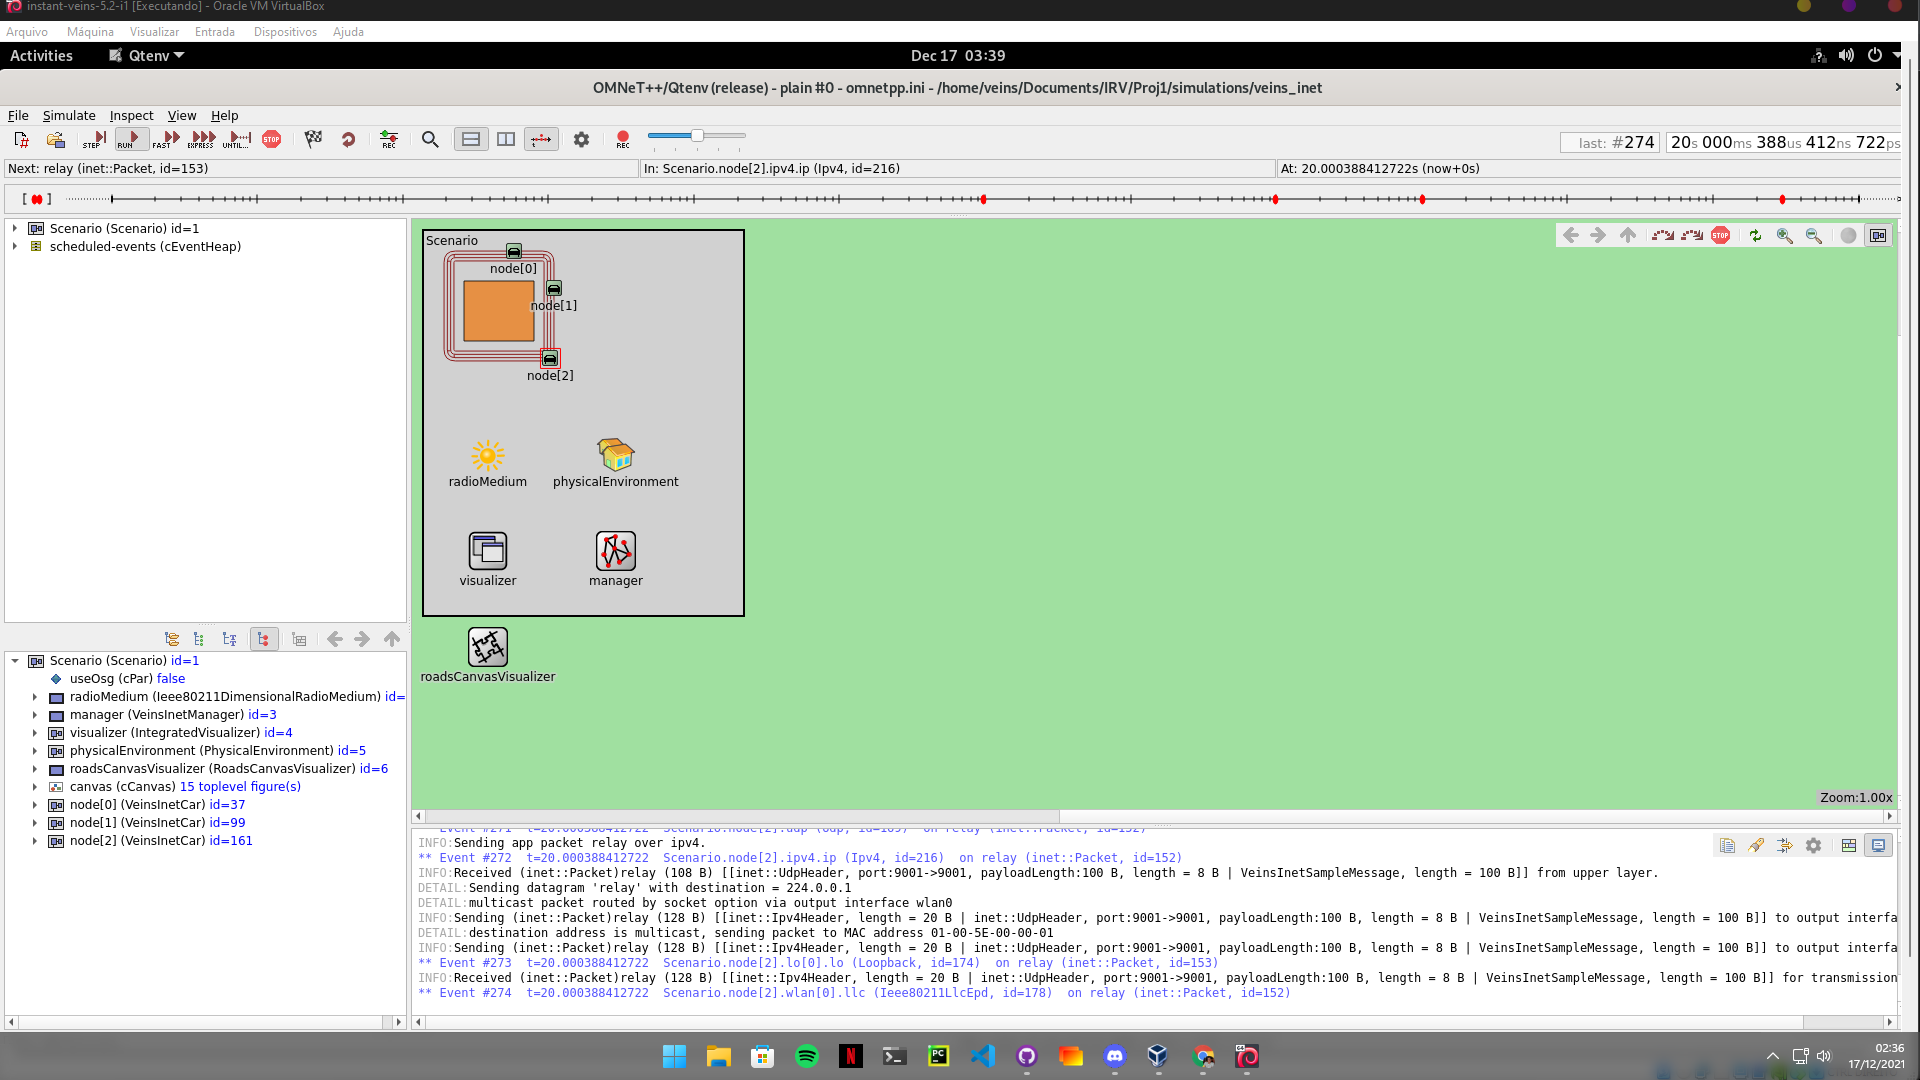 instant-veins-5.2-i1 [Executando] - Oracle VM VirtualBox
Arquivo Máquina Visualizar Entrada Dispositivos Ajuda
Activities Qtenv Dec 17 03:39
OMNeT++/Qtenv (release) - plain #0 - omnetpp.ini - /home/veins/Documents/IRV/Proj1/simulations/veins_inet
File Simulate Inspect View Help
STEP RUN FAST EXPRESS UNTIL... STOP REC REC
last: #274 20s 000ms 388us 412ns 722ps
Next: relay (inet::Packet, id=153) In: Scenario.node[2].ipv4.ip (Ipv4, id=216) At: 20.000388412722s (now+0s)
Scenario (Scenario) id=1
scheduled-events (cEventHeap)
Scenario
node[0]
node[1]
node[2]
radioMedium physicalEnvironment
visualizer manager
roadsCanvasVisualizer
STOP
Zoom:1.00x
Scenario (Scenario) id=1
useOsg (cPar) false
radioMedium (Ieee80211DimensionalRadioMedium) id=
manager (VeinsInetManager) id=3
visualizer (IntegratedVisualizer) id=4
physicalEnvironment (PhysicalEnvironment) id=5
roadsCanvasVisualizer (RoadsCanvasVisualizer) id=6
canvas (cCanvas) 15 toplevel figure(s)
node[0] (VeinsInetCar) id=37
node[1] (VeinsInetCar) id=99
node[2] (VeinsInetCar) id=161
Event #271 t=20.000388412722 Scenario.node[2].udp (Udp, id=169) on relay (inet::Packet, id=152)
INFO:Sending app packet relay over ipv4.
** Event #272 t=20.000388412722 Scenario.node[2].ipv4.ip (Ipv4, id=216) on relay (inet::Packet, id=152)
INFO:Received (inet::Packet)relay (108 B) [[inet::UdpHeader, port:9001->9001, payloadLength:100 B, length = 8 B | VeinsInetSampleMessage, length = 100 B]] from upper layer.
DETAIL:Sending datagram 'relay' with destination = 224.0.0.1
DETAIL:multicast packet routed by socket option via output interface wlan0
INFO:Sending (inet::Packet)relay (128 B) [[inet::Ipv4Header, length = 20 B | inet::UdpHeader, port:9001->9001, payloadLength:100 B, length = 8 B | VeinsInetSampleMessage, length = 100 B]] to output interfa
DETAIL:destination address is multicast, sending packet to MAC address 01-00-5E-00-00-01
INFO:Sending (inet::Packet)relay (128 B) [[inet::Ipv4Header, length = 20 B | inet::UdpHeader, port:9001->9001, payloadLength:100 B, length = 8 B | VeinsInetSampleMessage, length = 100 B]] to output interfa
** Event #273 t=20.000388412722 Scenario.node[2].lo[0].lo (Loopback, id=174) on relay (inet::Packet, id=153)
INFO:Received (inet::Packet)relay (128 B) [[inet::Ipv4Header, length = 20 B | inet::UdpHeader, port:9001->9001, payloadLength:100 B, length = 8 B | VeinsInetSampleMessage, length = 100 B]] for transmission
** Event #274 t=20.000388412722 Scenario.node[2].wlan[0].llc (Ieee80211LlcEpd, id=178) on relay (inet::Packet, id=152)
02:36
17/12/2021